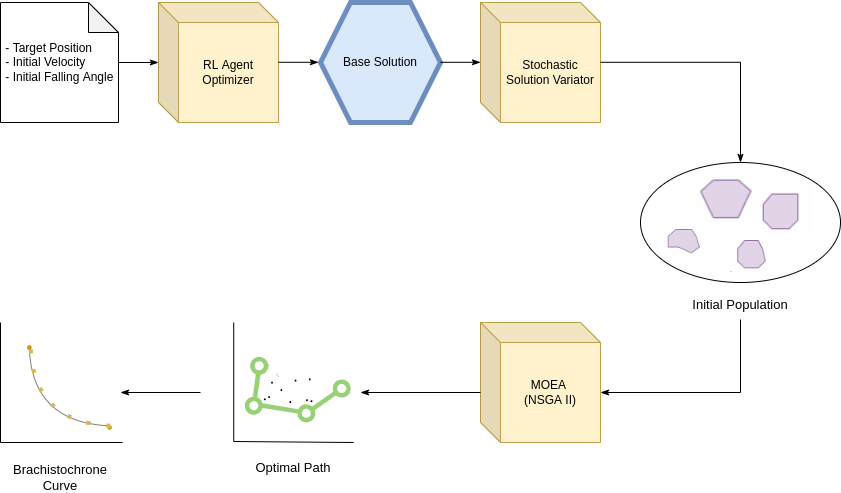 - Target Position
- Initial Velocity
- Initial Falling Angle
RL Agent
Optimizer
Base Solution
Stochastic
Solution Variator
Initial Population
MOEA
(NSGA II)
Optimal Path
Brachistochrone
Curve